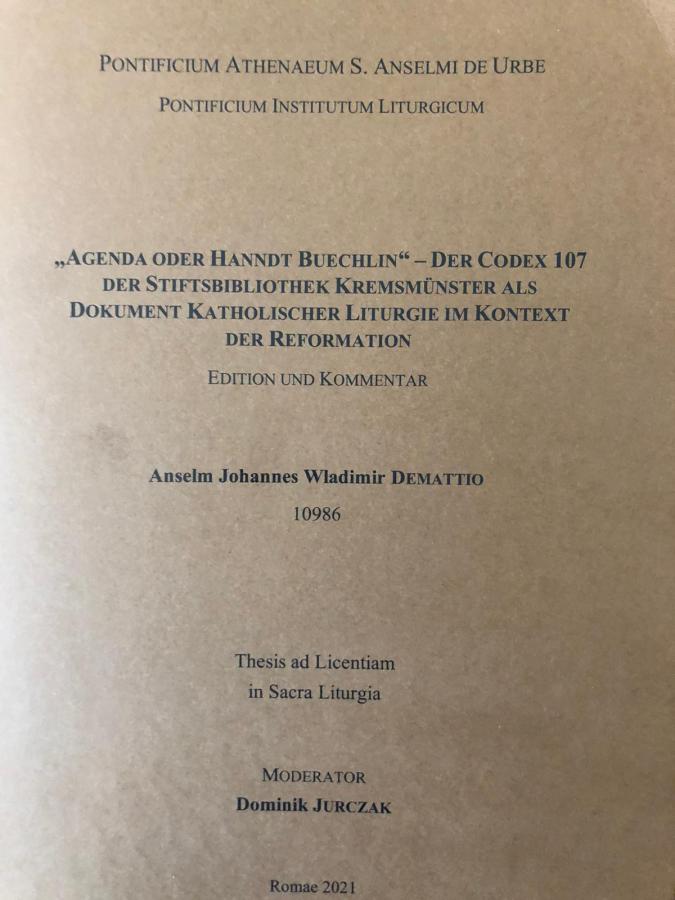 PONTIFICIUM ATHENAEUM S. ANSELMI DE URBE
PONTIFICIUM INSTITUTUM LITURGICUM
„AGENDA ODER HANNDT BUECHLIN“ – DER CODEX 107
DER STIFTSBIBLIOTHEK KREMSMÜNSTER ALS
DOKUMENT KATHOLISCHER LITURGIE IM KONTEXT
DER REFORMATION
EDITION UND KOMMENTAR
Anselm Johannes Wladimir DEMATTIO
10986
Thesis ad Licentiam
in Sacra Liturgia
MODERATOR
Dominik JURCZAK
Romae 2021